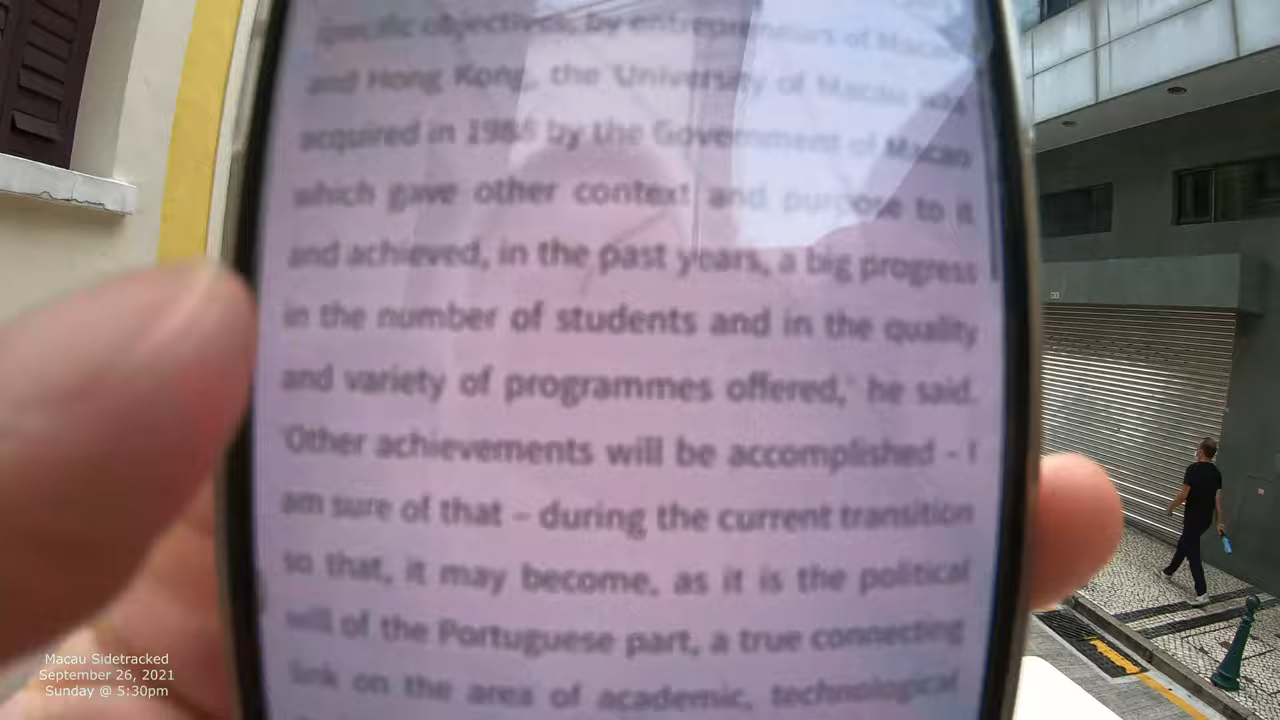 specific objectives, by entrepreneurs of Macau
and Hong Kong, the 'University of Macau was
acquired in 1988 by the Government of Macau
which gave other context and purpose to it
and achieved, in the past years, a big progress
in the number of students and in the quality
and variety of programmes offered,' he said.
'Other achievements will be accomplished – I
am sure of that – during the current transition
so that, it may become, as it is the political
will of the Portuguese part, a true connecting
link on the area of academic, technological
Macau Sidetracked
September 26, 2021
Sunday @ 5:30pm